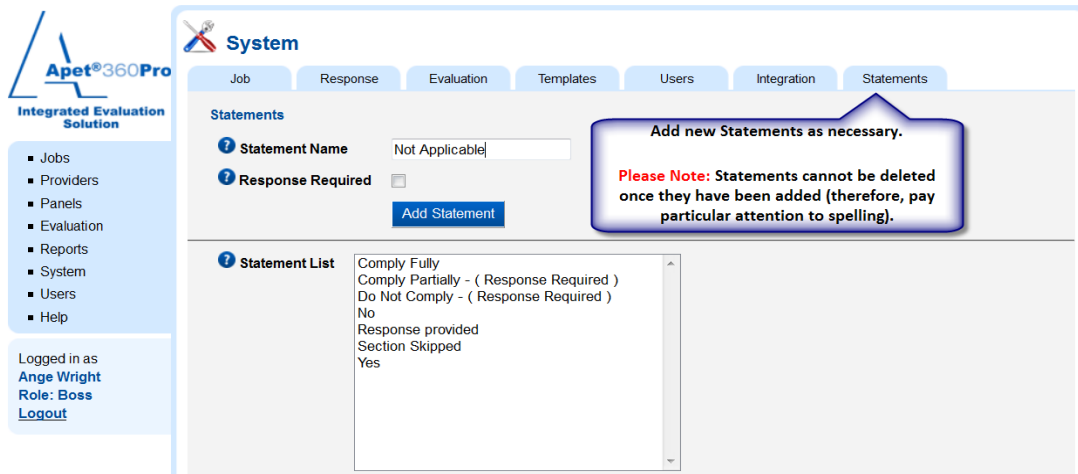 Apet®360Pro
Integrated Evaluation
Solution
Jobs
Providers
Panels
Evaluation
Reports
System
Users
Help
Logged in as
Ange Wright
Role: Boss
Logout
System
Job Response Evaluation Templates Users Integration Statements
Statements
? Statement Name Not Applicable
? Response Required
Add Statement
Add new Statements as necessary.
Please Note: Statements cannot be deleted
once they have been added (therefore, pay
particular attention to spelling).
? Statement List
Comply Fully
Comply Partially - ( Response Required )
Do Not Comply - ( Response Required )
No
Response provided
Section Skipped
Yes